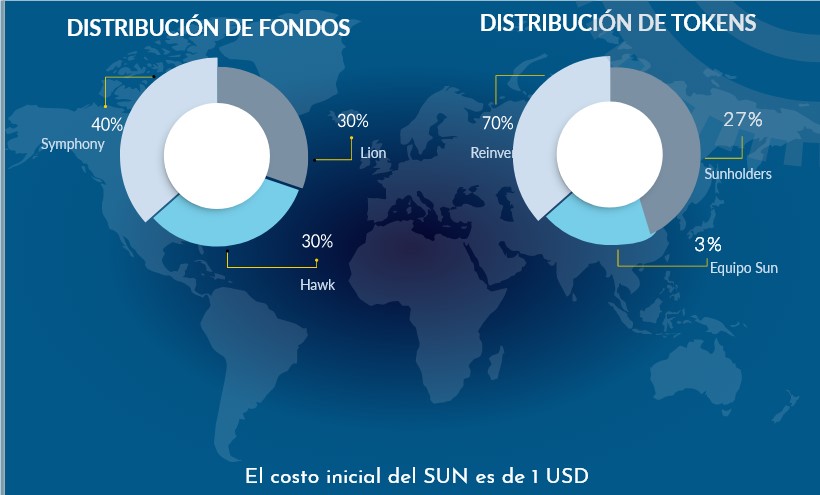 DISTRIBUCIÓN DE FONDOS
40%
Symphony
30%
Lion
30%
Hawk
DISTRIBUCIÓN DE TOKENS
70%
Reinver
27%
Sunholders
3%
Equipo Sun
El costo inicial del SUN es de 1 USD